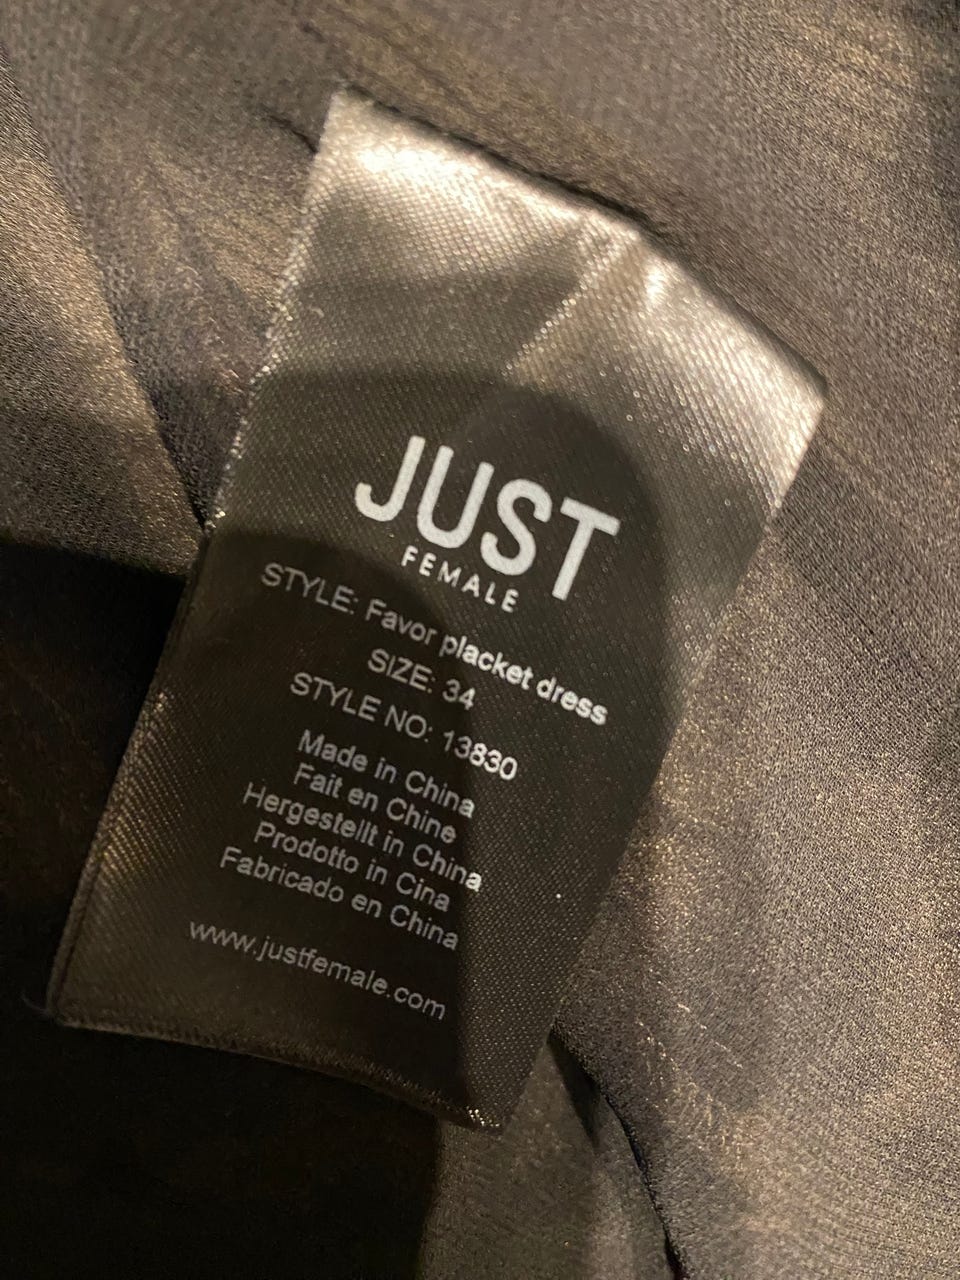 JUST
FEMALE
STYLE: Favor placket dress
SIZE: 34
STYLE NO: 13830
Made in China
Fait en Chine
Hergestellt in China
Prodotto in Cina
Fabricado en China
www.justfemale.com